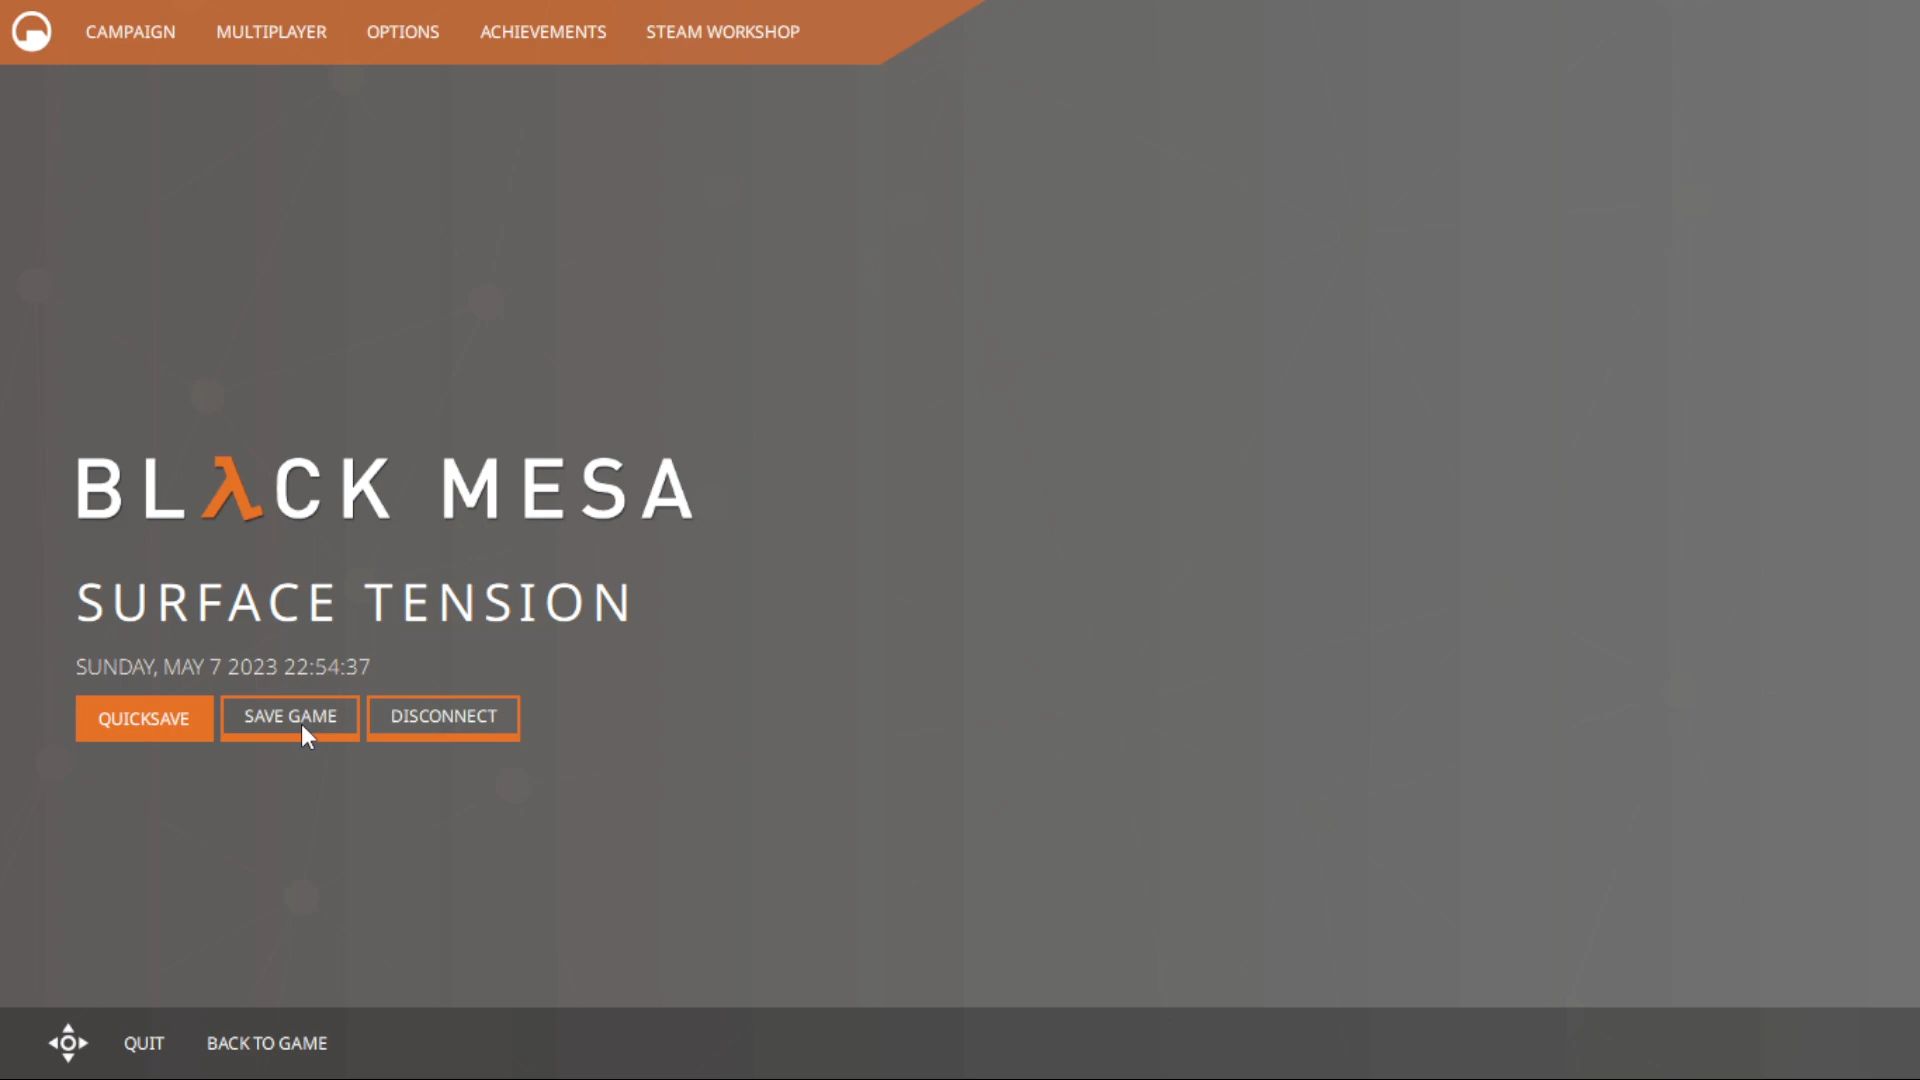 CAMPAIGN MULTIPLAYER OPTIONS ACHIEVEMENTS STEAM WORKSHOP
BLλCK MESA
SURFACE TENSION
SUNDAY, MAY 7 2023 22:54:37
QUICKSAVE SAVE GAME DISCONNECT
QUIT BACK TO GAME